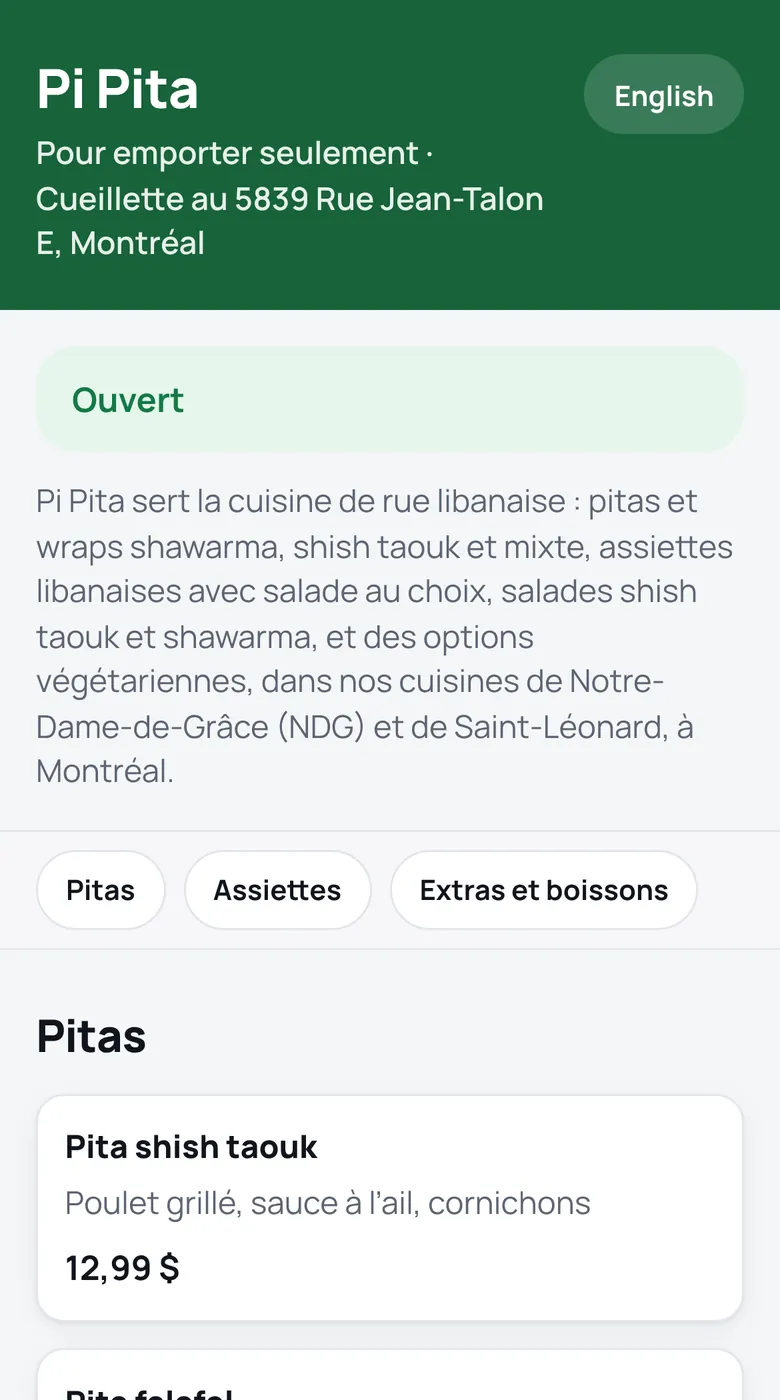 Pi Pita
English
Pour emporter seulement ·
Cueillette au 5839 Rue Jean-Talon
E, Montréal
Ouvert
Pi Pita sert la cuisine de rue libanaise : pitas et
wraps shawarma, shish taouk et mixte, assiettes
libanaises avec salade au choix, salades shish
taouk et shawarma, et des options
végétariennes, dans nos cuisines de Notre-
Dame-de-Grâce (NDG) et de Saint-Léonard, à
Montréal.
Pitas
Assiettes
Extras et boissons
Pitas
Pita shish taouk
Poulet grillé, sauce à l’ail, cornichons
12,99 $
Pita falafel